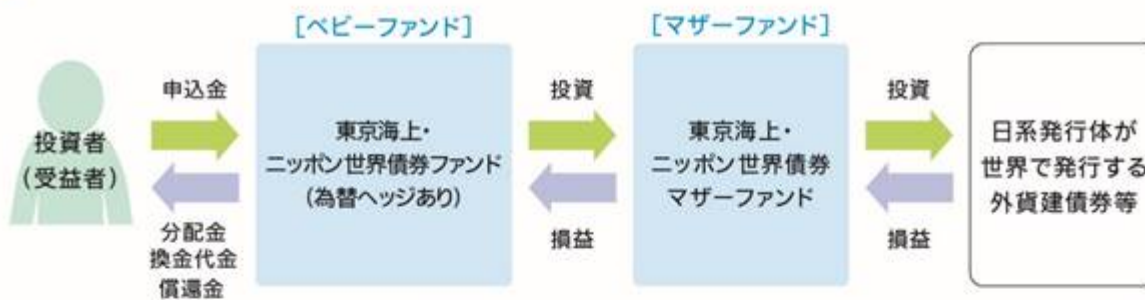 [ベビーファンド]
[マザーファンド]
投資者
(受益者)
申込金
分配金
換金代金
償還金
東京海上・
ニッポン世界債券ファンド
(為替ヘッジあり)
投資
損益
東京海上・
ニッポン世界債券
マザーファンド
投資
損益
日系発行体が
世界で発行する
外貨建債券等